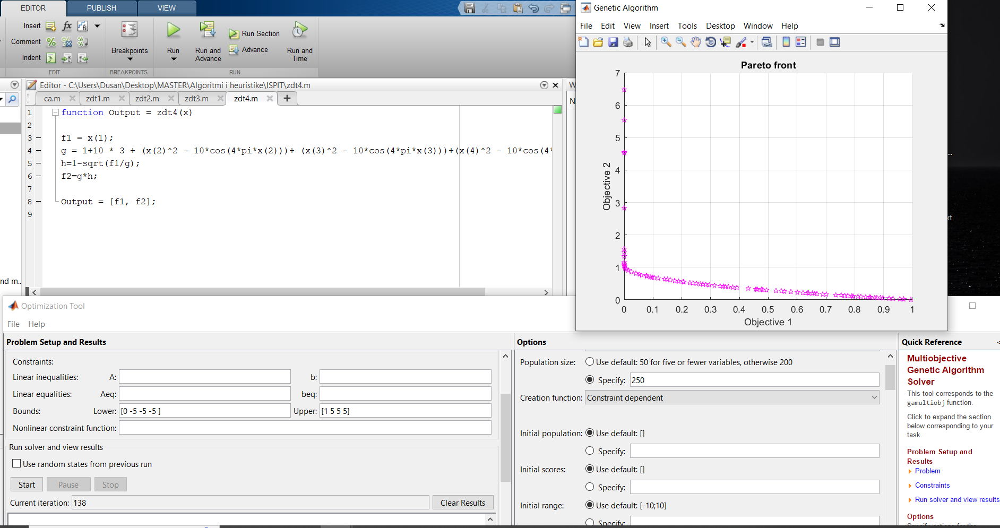 EDITOR PUBLISH VIEW
Insert fx
Comment
Indent
Breakpoints
Run
Run and
Advance
Run Section
Advance
Run and
Time
EDIT BREAKPOINTS RUN
Editor - C:\Users\Dusan\Desktop\MASTER\Algoritmi i heuristike\ISPIT\zdt4.m
ca.m zdt1.m zdt2.m zdt3.m zdt4.m
1 function Output = zdt4(x)
2
3 f1 = x(1);
4 g = 1+10 * 3 + (x(2)^2 - 10*cos(4*pi*x(2)))+ (x(3)^2 - 10*cos(4*pi*x(3)))+(x(4)^2 - 10*cos(4*
5 h=1-sqrt(f1/g);
6 f2=g*h;
7
8 Output = [f1, f2];
9
nd m..
W
N
Genetic Algorithm
File Edit View Insert Tools Desktop Window Help
Pareto front
Objective 2
7
6
5
4
3
2
1
0
0 0.1 0.2 0.3 0.4 0.5 0.6 0.7 0.8 0.9 1
Objective 1
...
xt
Optimization Tool
File Help
Problem Setup and Results
Constraints:
Linear inequalities: A: b:
Linear equalities: Aeq: beq:
Bounds: Lower: [0 -5 -5 -5 ] Upper: [1 5 5 5]
Nonlinear constraint function:
Run solver and view results
Use random states from previous run
Start Pause Stop
Current iteration: 138 Clear Results
Options
Population size: Use default: 50 for five or fewer variables, otherwise 200
Specify: 250
Creation function: Constraint dependent
Initial population: Use default: []
Specify:
Initial scores: Use default: []
Specify:
Initial range: Use default: [-10;10]
Specify:
Quick Reference <
Multiobjective
Genetic Algorithm
Solver
This tool corresponds to the
gamultiobj function.
Click to expand the section
below corresponding to your
task.
Problem Setup and
Results
Problem
Constraints
Run solver and view results
Options
Specify options for the